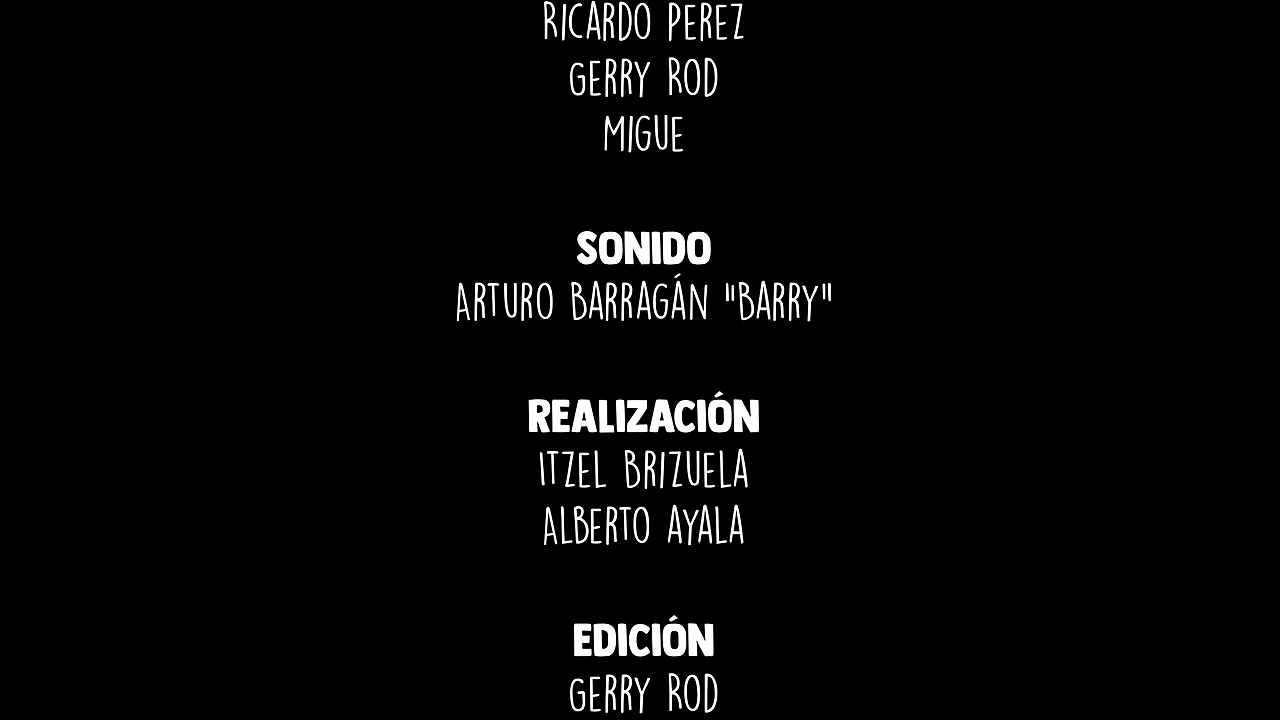 RICARDO PEREZ
GERRY ROD
MIGUE
SONIDO
ARTURO BARRAGÁN "BARRY"
REALIZACIÓN
ITZEL BRIZUELA
ALBERTO AYALA
EDICIÓN
GERRY ROD